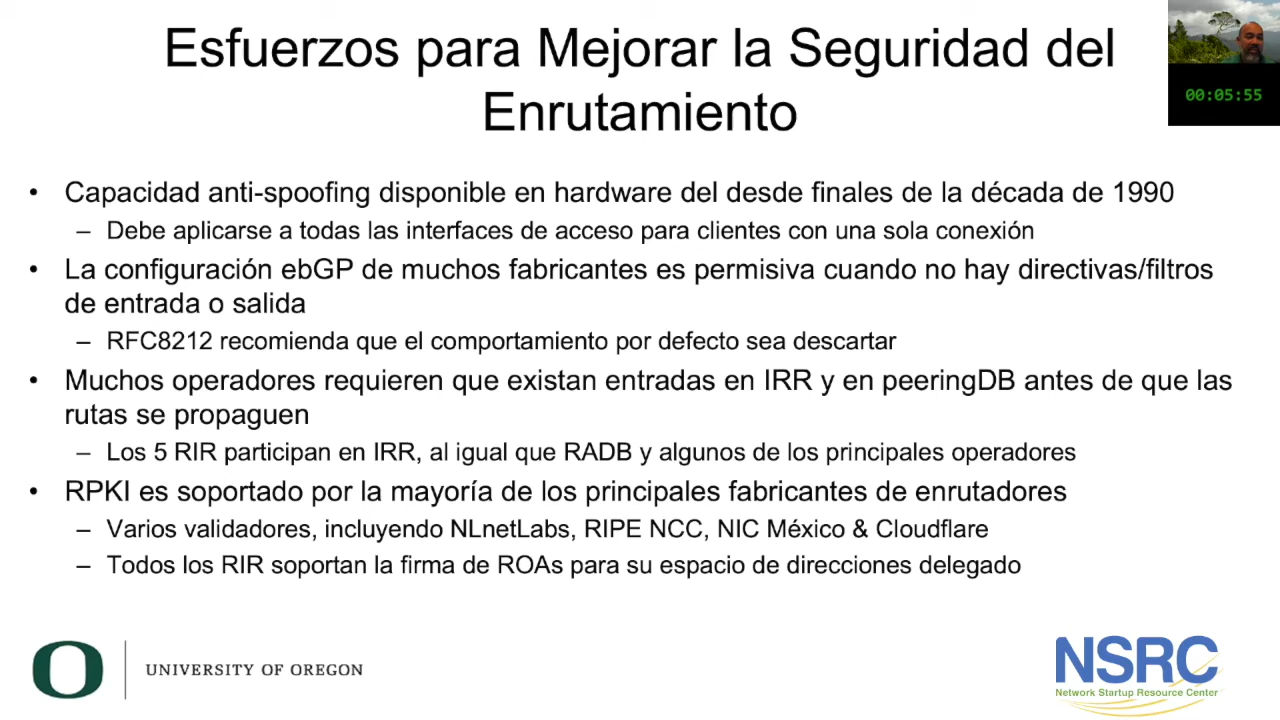 Esfuerzos para Mejorar la Seguridad del
Enrutamiento
00:05:55
• Capacidad anti-spoofing disponible en hardware del desde finales de la década de 1990
– Debe aplicarse a todas las interfaces de acceso para clientes con una sola conexión
• La configuración ebGP de muchos fabricantes es permisiva cuando no hay directivas/filtros
de entrada o salida
– RFC8212 recomienda que el comportamiento por defecto sea descartar
• Muchos operadores requieren que existan entradas en IRR y en peeringDB antes de que las
rutas se propaguen
– Los 5 RIR participan en IRR, al igual que RADB y algunos de los principales operadores
• RPKI es soportado por la mayoría de los principales fabricantes de enrutadores
– Varios validadores, incluyendo NLnetLabs, RIPE NCC, NIC México & Cloudflare
– Todos los RIR soportan la firma de ROAs para su espacio de direcciones delegado
O
UNIVERSITY OF OREGON
NSRC
Network Startup Resource Center